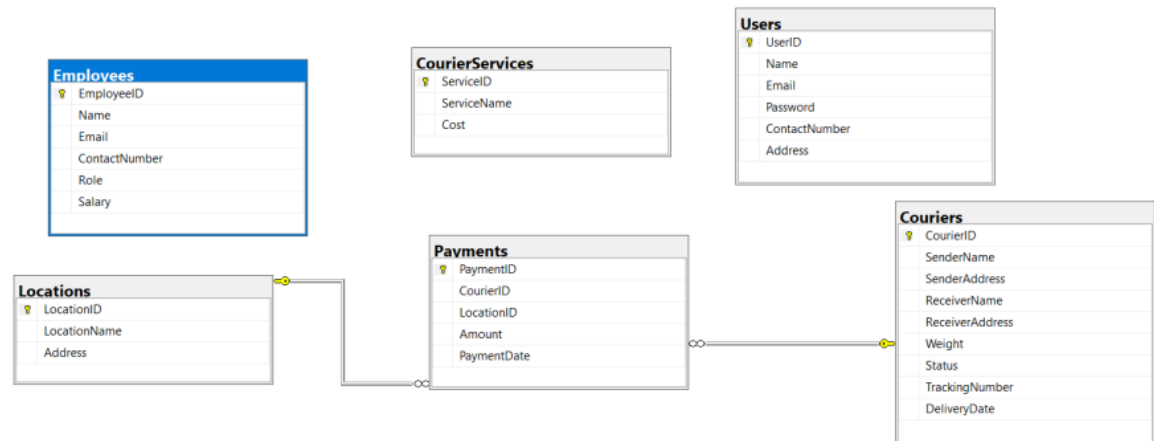 Employees
EmployeeID
Name
Email
ContactNumber
Role
Salary
CourierServices
ServiceID
ServiceName
Cost
Users
UserID
Name
Email
Password
ContactNumber
Address
Locations
LocationID
LocationName
Address
Payments
PaymentID
CourierID
LocationID
Amount
PaymentDate
Couriers
CourierID
SenderName
SenderAddress
ReceiverName
ReceiverAddress
Weight
Status
TrackingNumber
DeliveryDate